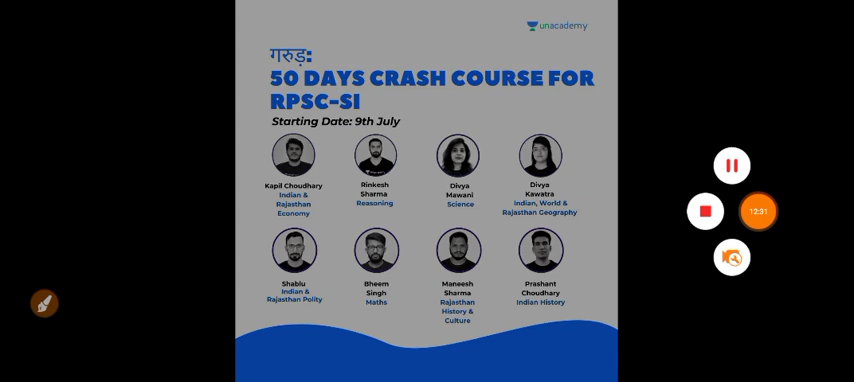 unacademy
गरुड़:
50 DAYS CRASH COURSE FOR
RPSC-SI
Starting Date: 9th July
Kapil Choudhary
Indian &
Rajasthan
Economy
Rinkesh
Sharma
Reasoning
Divya
Mawani
Science
Divya
Kawatra
Indian, World &
Rajasthan Geography
Shablu
Indian &
Rajasthan Polity
Bheem
Singh
Maths
Maneesh
Sharma
Rajasthan
History &
Culture
Prashant
Choudhary
Indian History
12:31